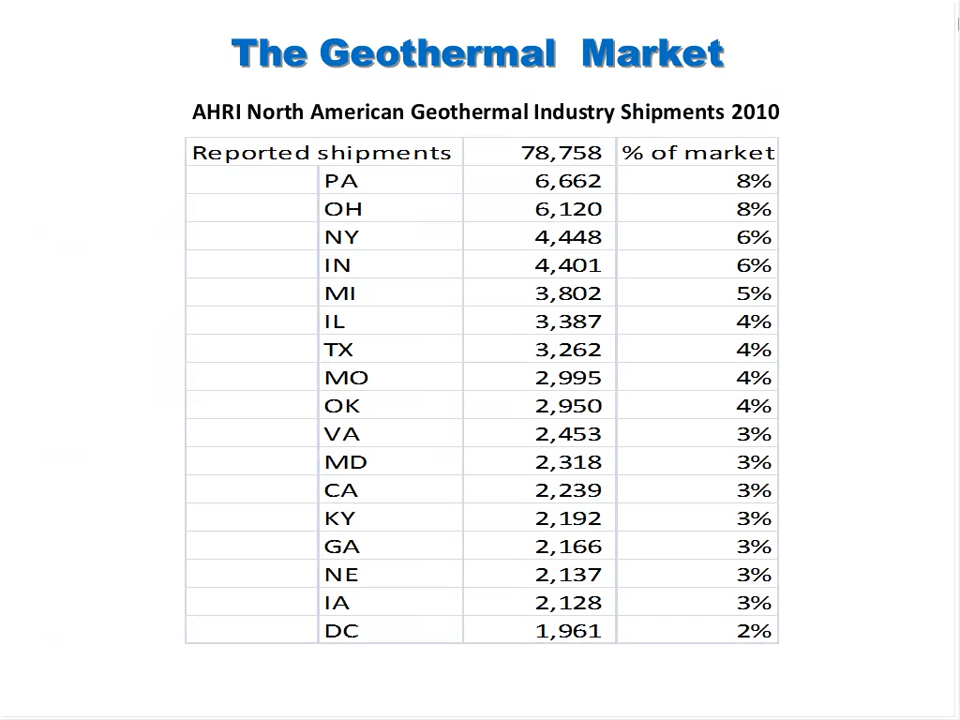 The Geothermal Market
AHRI North American Geothermal Industry Shipments 2010
Reported shipments 78,758 % of market
PA 6,662 8%
OH 6,120 8%
NY 4,448 6%
IN 4,401 6%
MI 3,802 5%
IL 3,387 4%
TX 3,262 4%
MO 2,995 4%
OK 2,950 4%
VA 2,453 3%
MD 2,318 3%
CA 2,239 3%
KY 2,192 3%
GA 2,166 3%
NE 2,137 3%
IA 2,128 3%
DC 1,961 2%